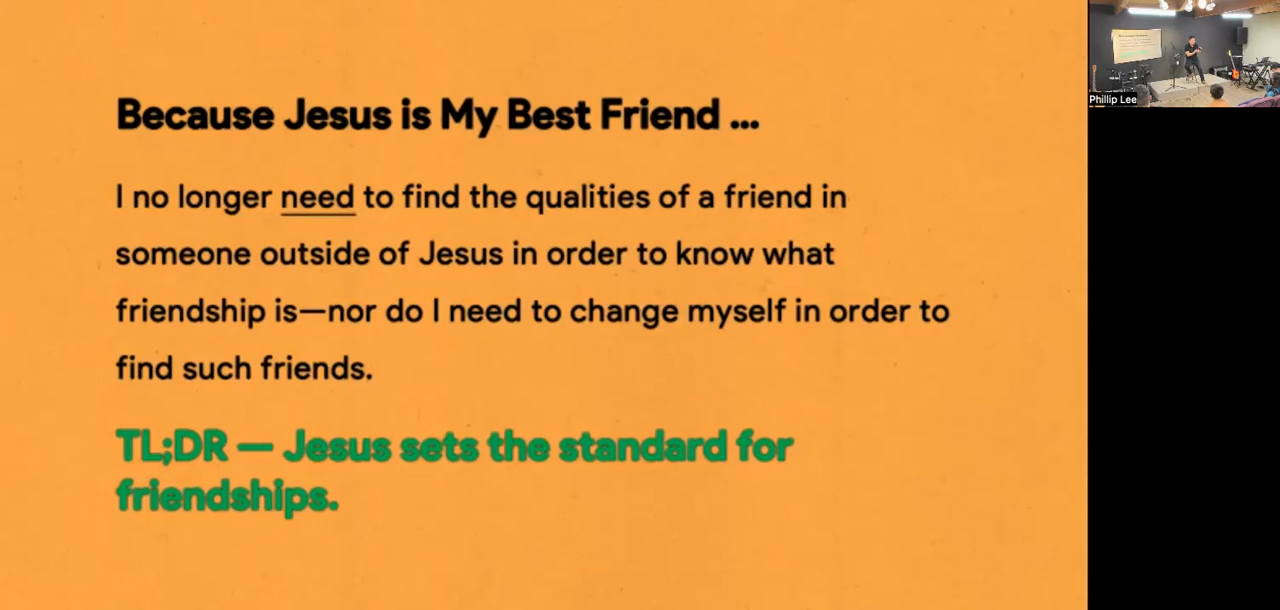 Because Jesus is My Best Friend ...
I no longer need to find the qualities of a friend in
someone outside of Jesus in order to know what
friendship is—nor do I need to change myself in order to
find such friends.
TL;DR — Jesus sets the standard for
friendships.
Phillip Lee